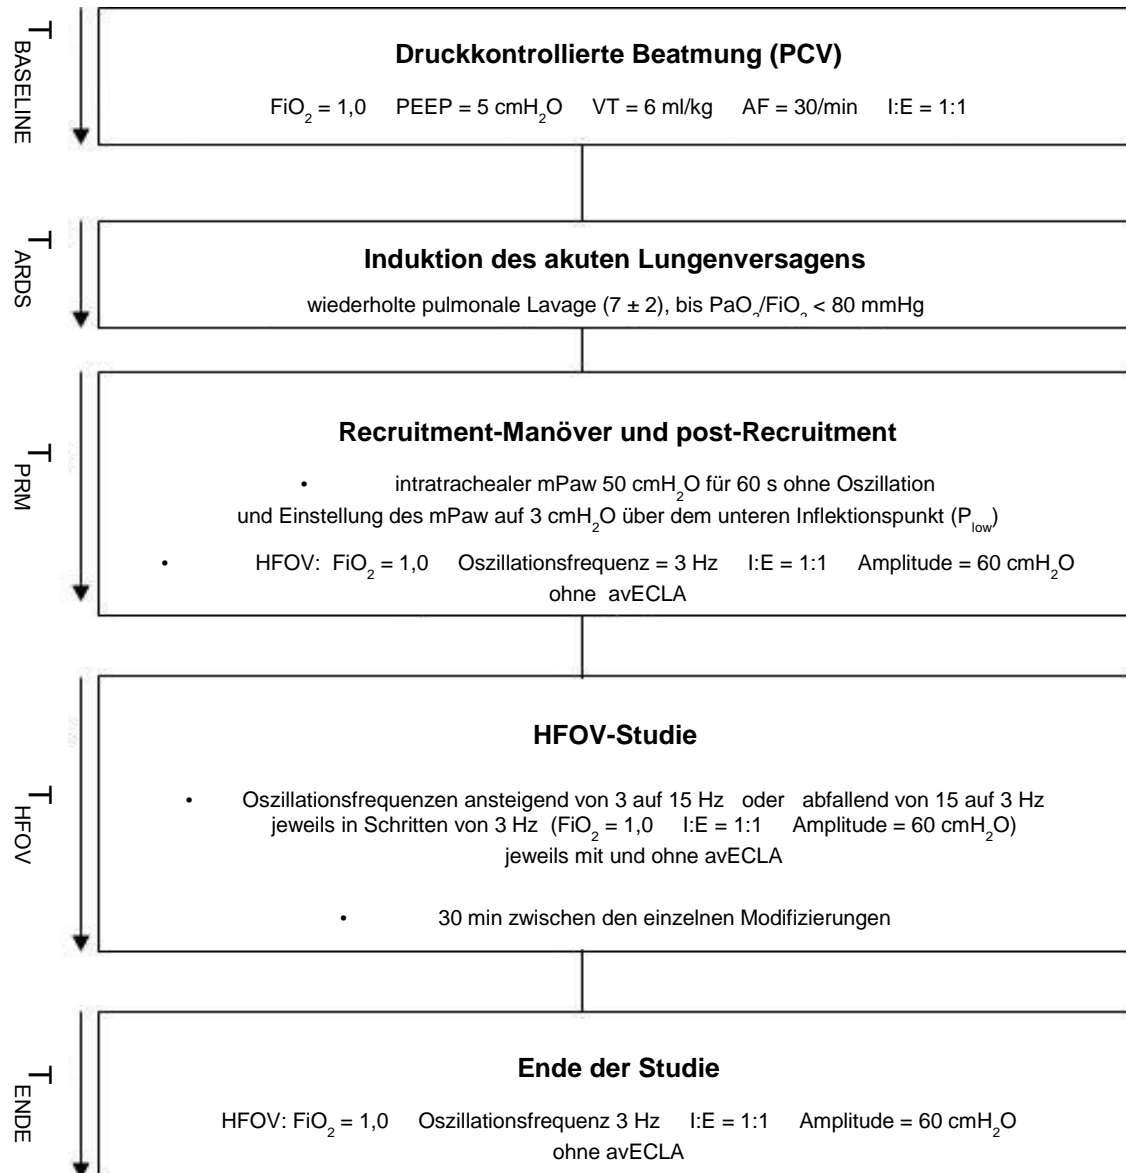 T BASELINE
Druckkontrollierte Beatmung (PCV)
FiO2 = 1,0 PEEP = 5 cmH2O VT = 6 ml/kg AF = 30/min I:E = 1:1
T ARDS
Induktion des akuten Lungenversagens
wiederholte pulmonale Lavage (7 ± 2), bis PaO2/FiO2 < 80 mmHg
T PRM
Recruitment-Manöver und post-Recruitment
• intratrachealer mPaw 50 cmH2O für 60 s ohne Oszillation
und Einstellung des mPaw auf 3 cmH2O über dem unteren Inflektionspunkt (Plow)
• HFOV: FiO2 = 1,0 Oszillationsfrequenz = 3 Hz I:E = 1:1 Amplitude = 60 cmH2O
ohne avECLA
T HFOV
HFOV-Studie
• Oszillationsfrequenzen ansteigend von 3 auf 15 Hz oder abfallend von 15 auf 3 Hz
jeweils in Schritten von 3 Hz (FiO2 = 1,0 I:E = 1:1 Amplitude = 60 cmH2O)
jeweils mit und ohne avECLA
• 30 min zwischen den einzelnen Modifizierungen
T ENDE
Ende der Studie
HFOV: FiO2 = 1,0 Oszillationsfrequenz 3 Hz I:E = 1:1 Amplitude = 60 cmH2O
ohne avECLA